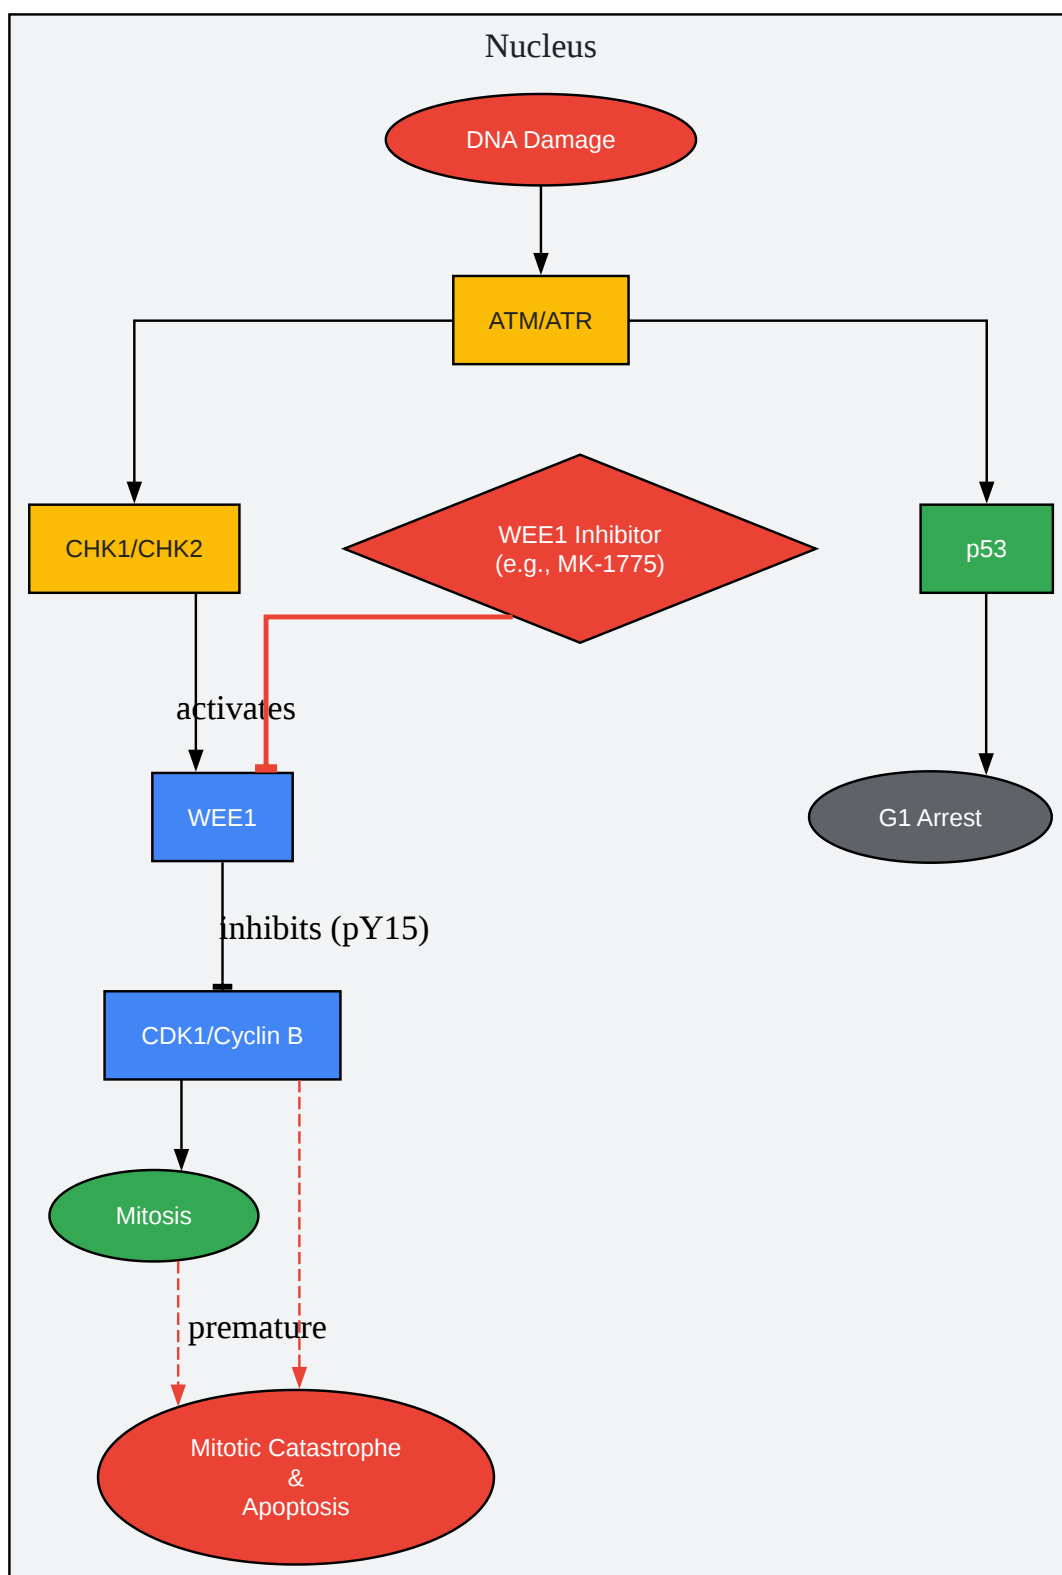 Nucleus
DNA Damage
ATM/ATR
CHK1/CHK2
WEE1 Inhibitor
(e.g., MK-1775)
p53
activates
WEE1
G1 Arrest
inhibits (pY15)
CDK1/Cyclin B
Mitosis
premature
Mitotic Catastrophe
&
Apoptosis